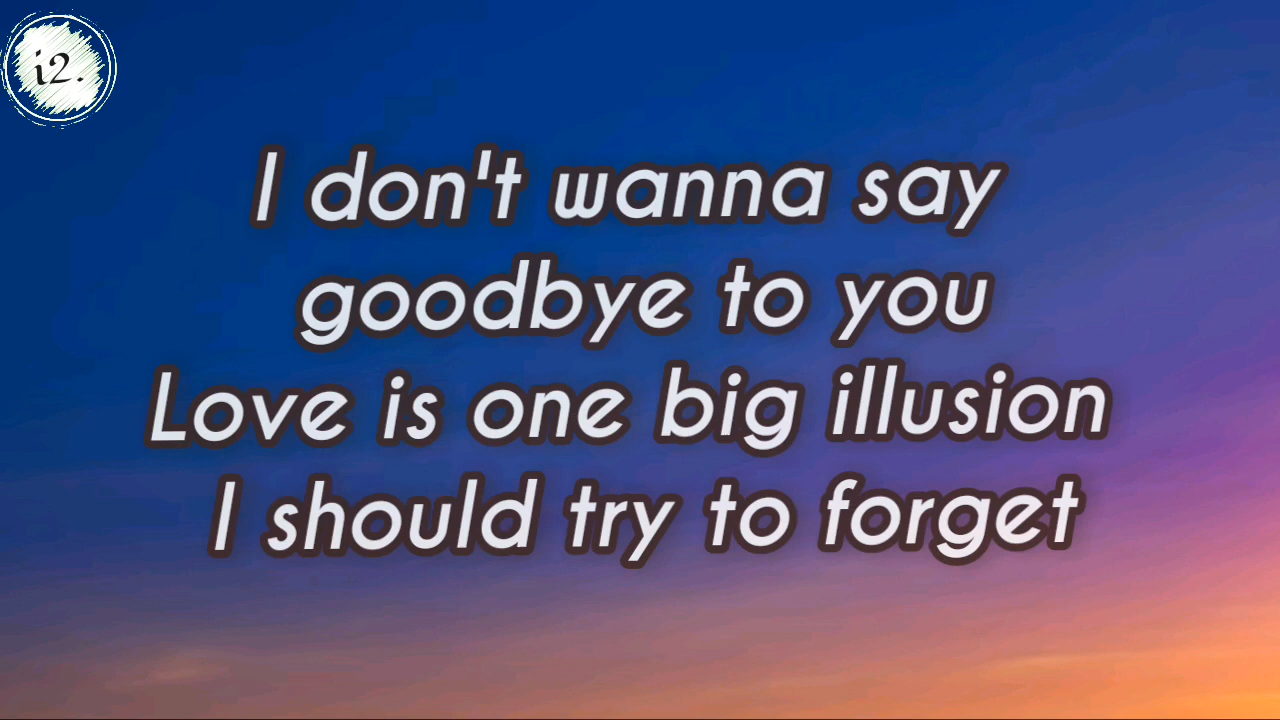 i2.
I don't wanna say
goodbye to you
Love is one big illusion
I should try to forget